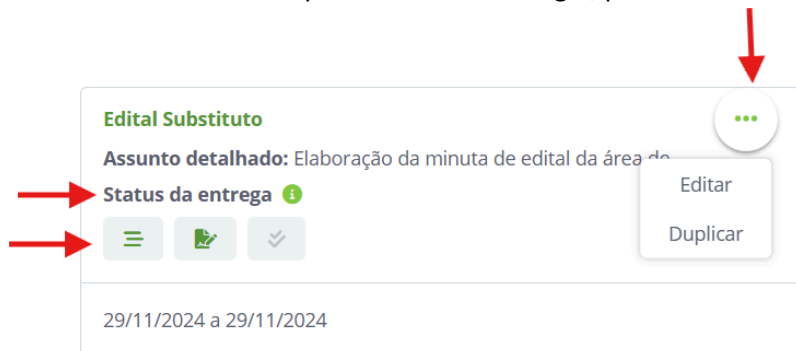 Edital Substituto
Assunto detalhado: Elaboração da minuta de edital da área de
Status da entrega
Editar
Duplicar
29/11/2024 a 29/11/2024